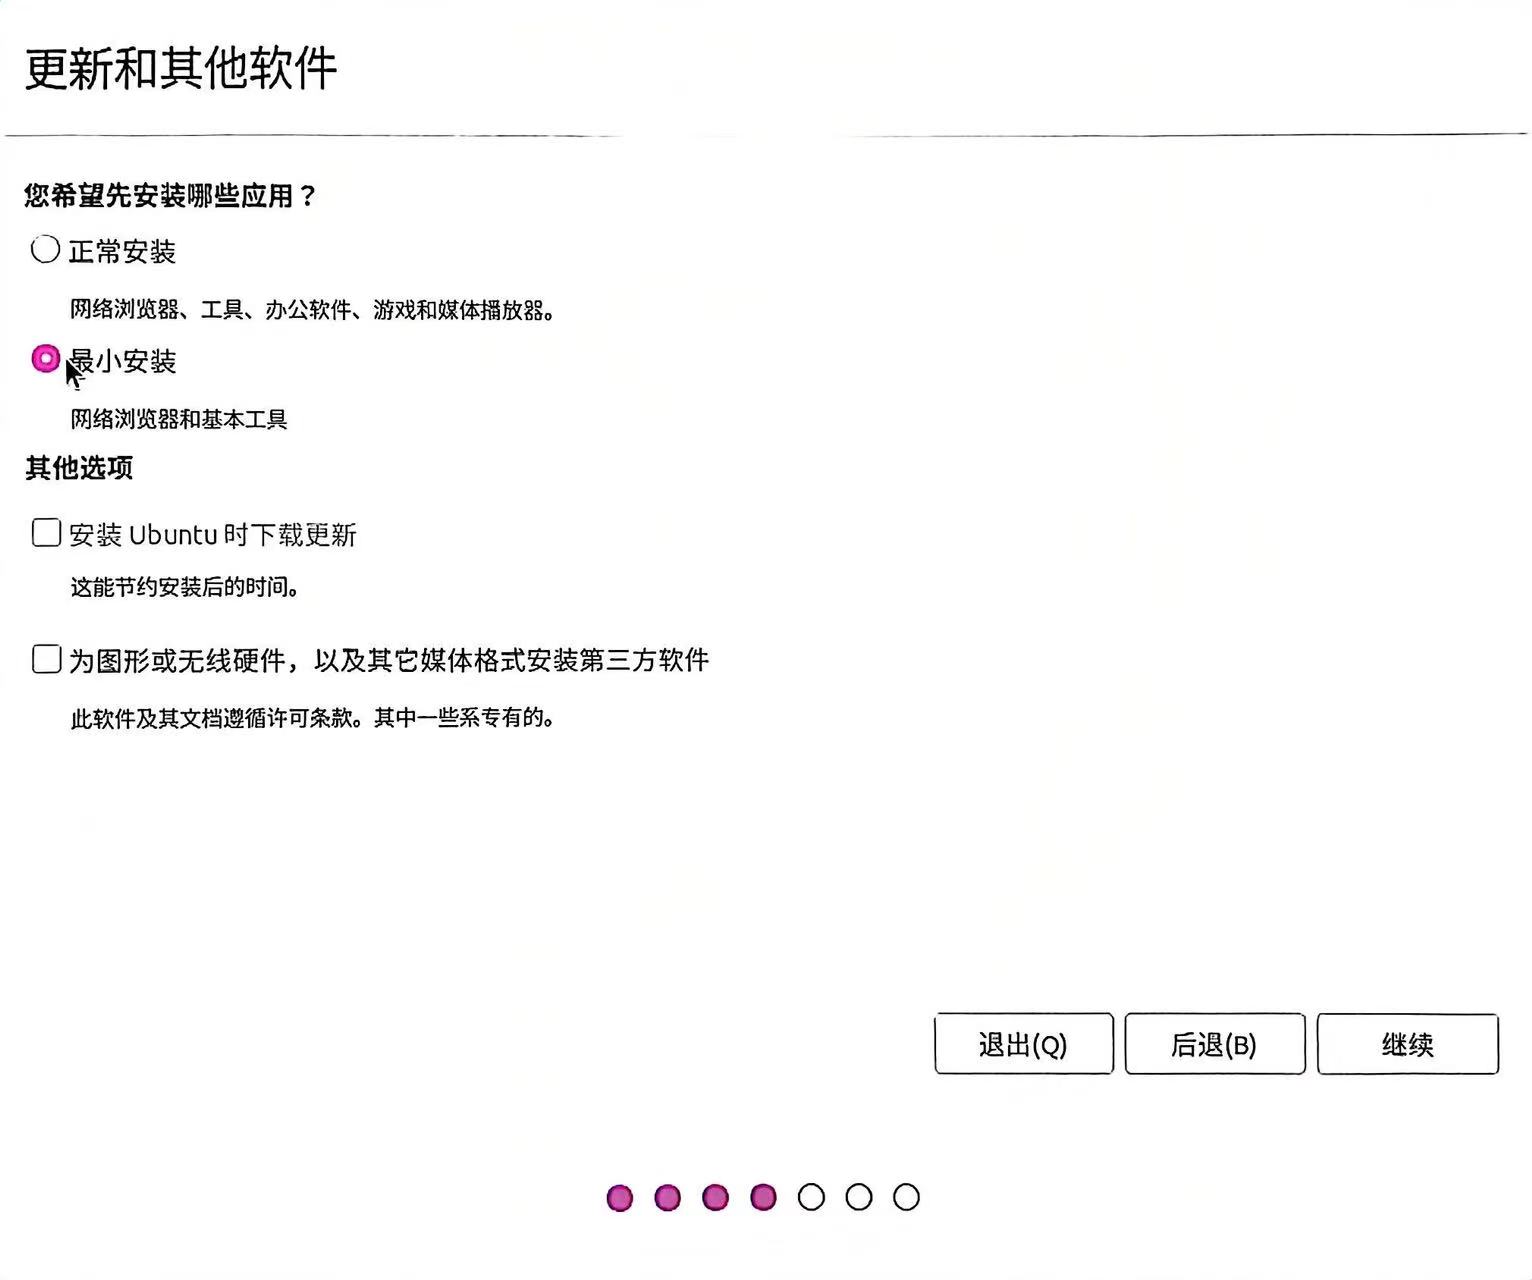 更新和其他软件
您希望先安装哪些应用？
正常安装
网络浏览器、工具、办公软件、游戏和媒体播放器。
最小安装
网络浏览器和基本工具
其他选项
安装 Ubuntu 时下载更新
这能节约安装后的时间。
为图形或无线硬件，以及其它媒体格式安装第三方软件
此软件及其文档遵循许可条款。其中一些系专有的。
退出(Q) 后退(B) 继续